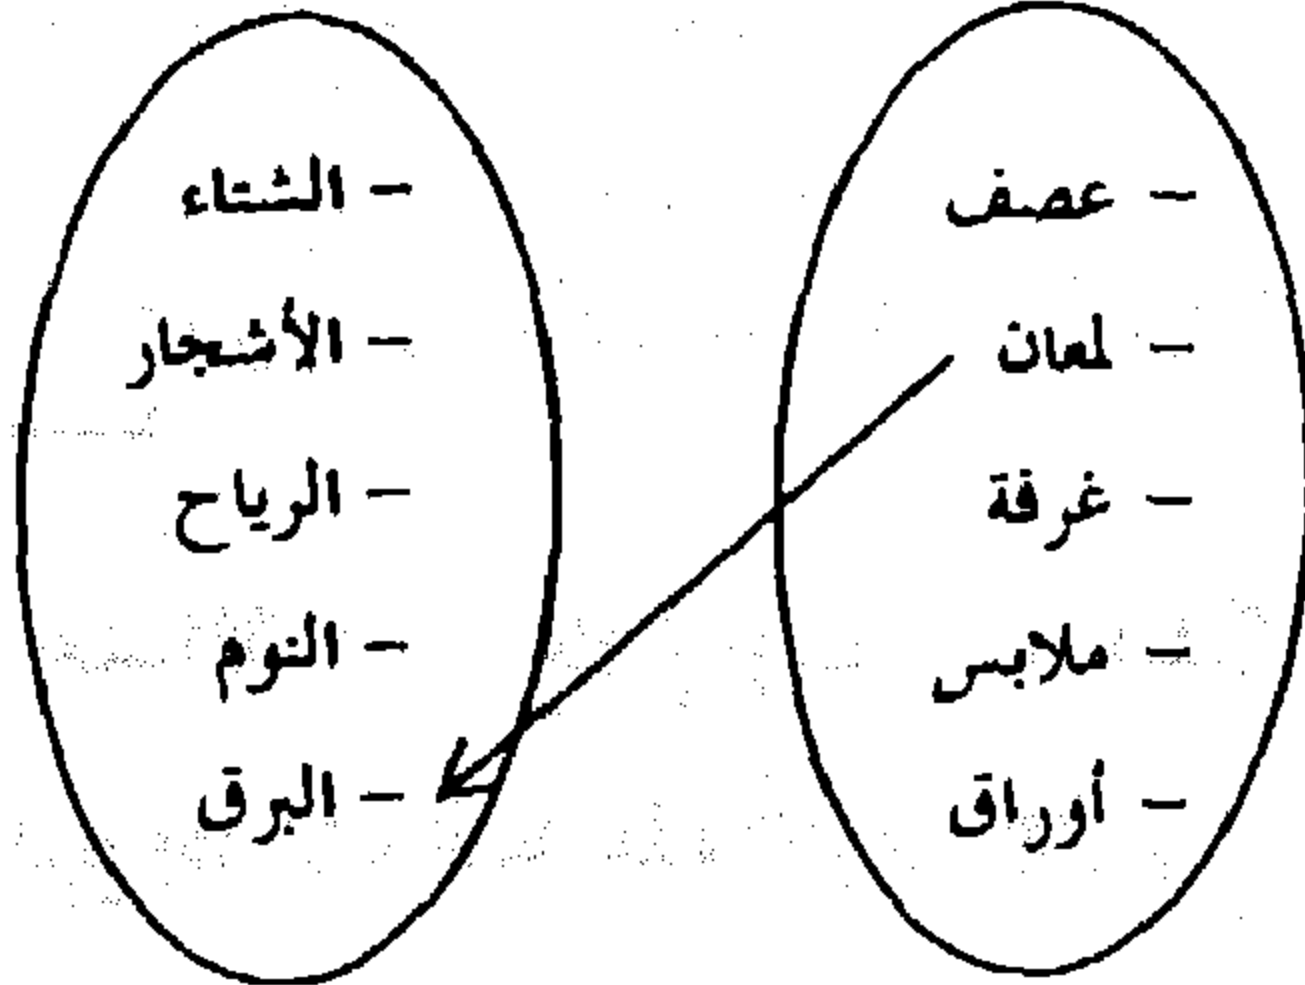 - عصف
- لمعان
- غرفة
- ملابس
- أوراق
- الشتاء
- الأشجار
- الرياح
- النوم
- البرق